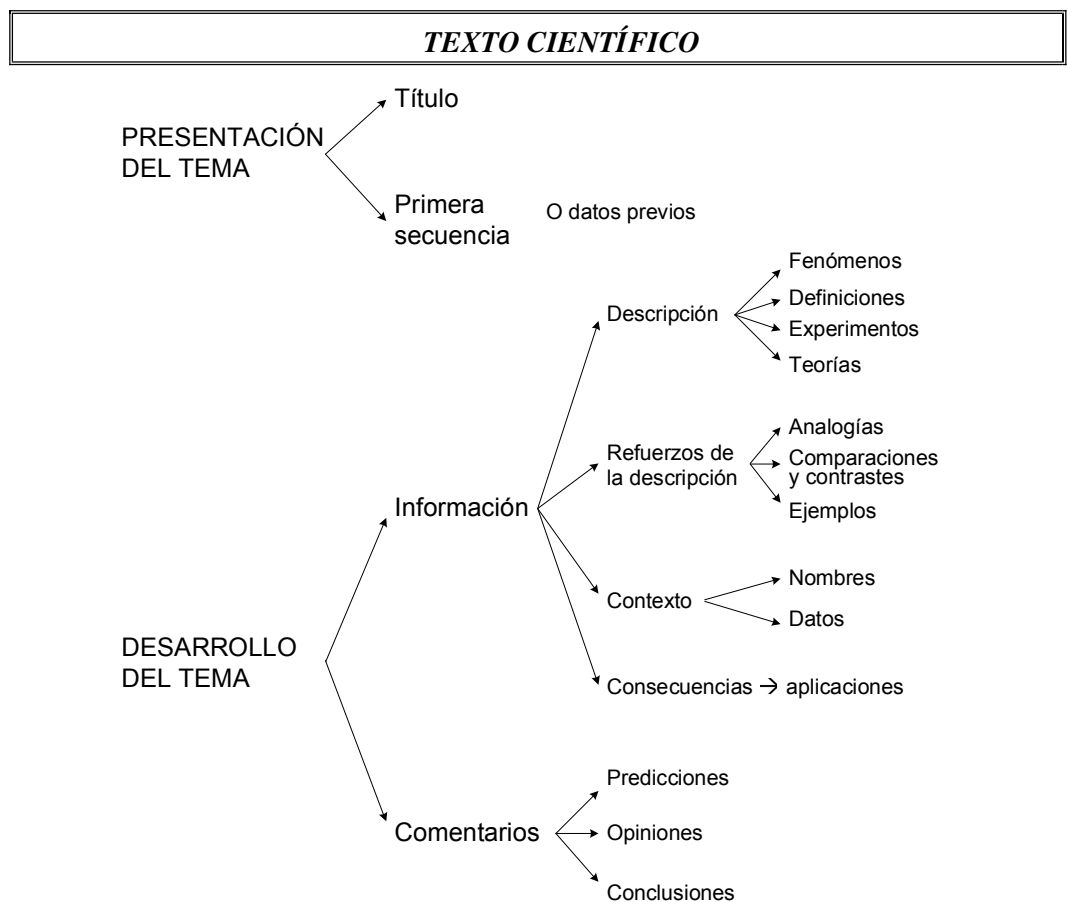 TEXTO CIENTÍFICO
PRESENTACIÓN
DEL TEMA
Título
Primera
secuencia
O datos previos
DESARROLLO
DEL TEMA
Información
Descripción
Fenómenos
Definiciones
Experimentos
Teorías
Refuerzos de
la descripción
Analogías
Comparaciones
y contrastes
Ejemplos
Contexto
Nombres
Datos
Consecuencias → aplicaciones
Comentarios
Predicciones
Opiniones
Conclusiones